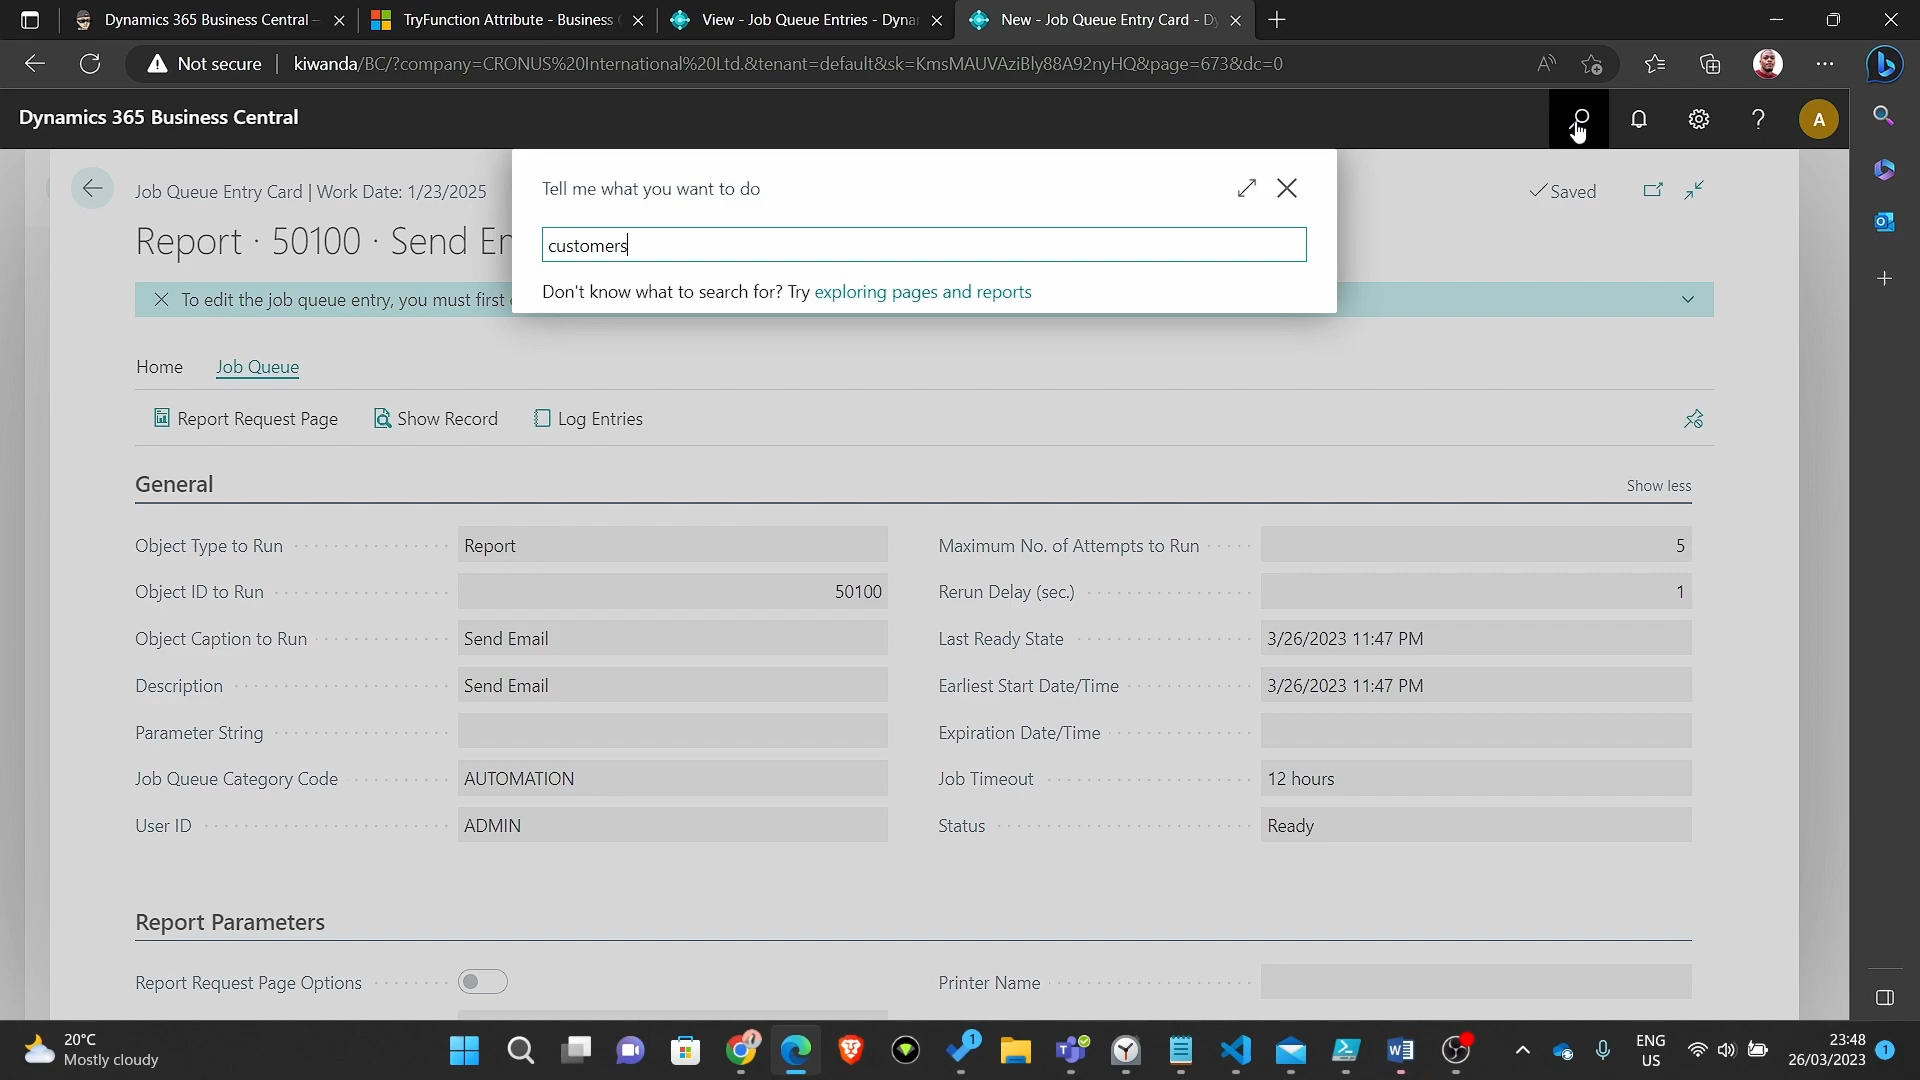 Dynamics 365 Business Central -
TryFunction Attribute - Business
View - Job Queue Entries - Dyna
New - Job Queue Entry Card - Dy
Not secure
kiwanda/BC/?company=CRONUS%20International%20Ltd.&tenant=default&sk=KmsMAUVAziBly88A92nyHQ&page=673&dc=0
Dynamics 365 Business Central
A
Job Queue Entry Card | Work Date: 1/23/2025
Saved
Report · 50100 · Send Em
Tell me what you want to do
customers
Don't know what to search for? Try exploring pages and reports
To edit the job queue entry, you must first
Home
Job Queue
Report Request Page
Show Record
Log Entries
General
Show less
Object Type to Run
Report
Maximum No. of Attempts to Run
5
Object ID to Run
50100
Rerun Delay (sec.)
1
Object Caption to Run
Send Email
Last Ready State
3/26/2023 11:47 PM
Description
Send Email
Earliest Start Date/Time
3/26/2023 11:47 PM
Parameter String
Expiration Date/Time
Job Queue Category Code
AUTOMATION
Job Timeout
12 hours
User ID
ADMIN
Status
Ready
Report Parameters
Report Request Page Options
Printer Name
20°C
Mostly cloudy
1
ENG
US
23:48
26/03/2023
1